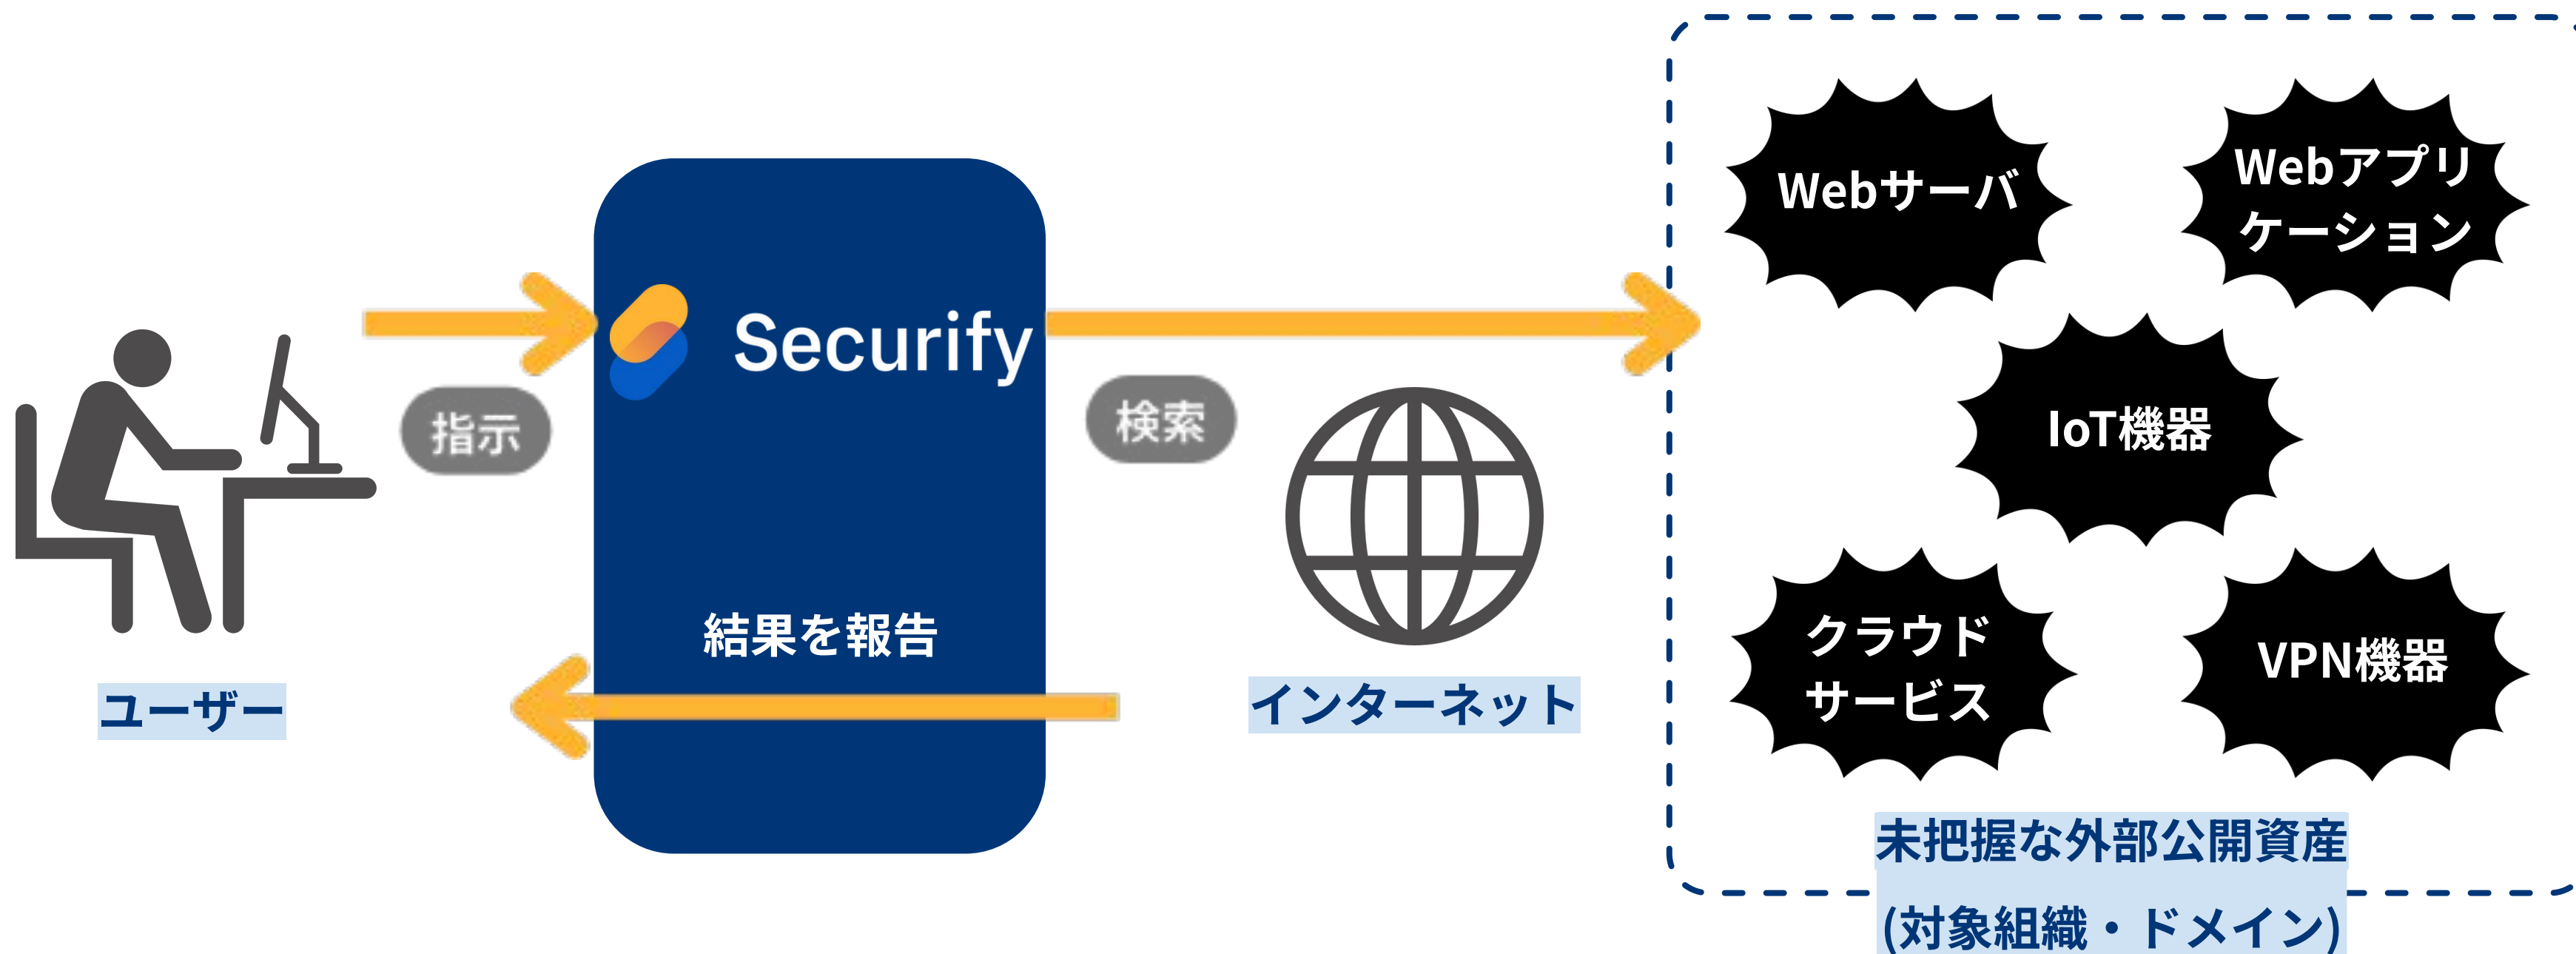 Webサーバ
Webアプリ
ケーション
Securify
指示
検索
IoT機器
結果を報告
クラウド
サービス
VPN機器
ユーザー
インターネット
未把握な外部公開資産
(対象組織・ドメイン)